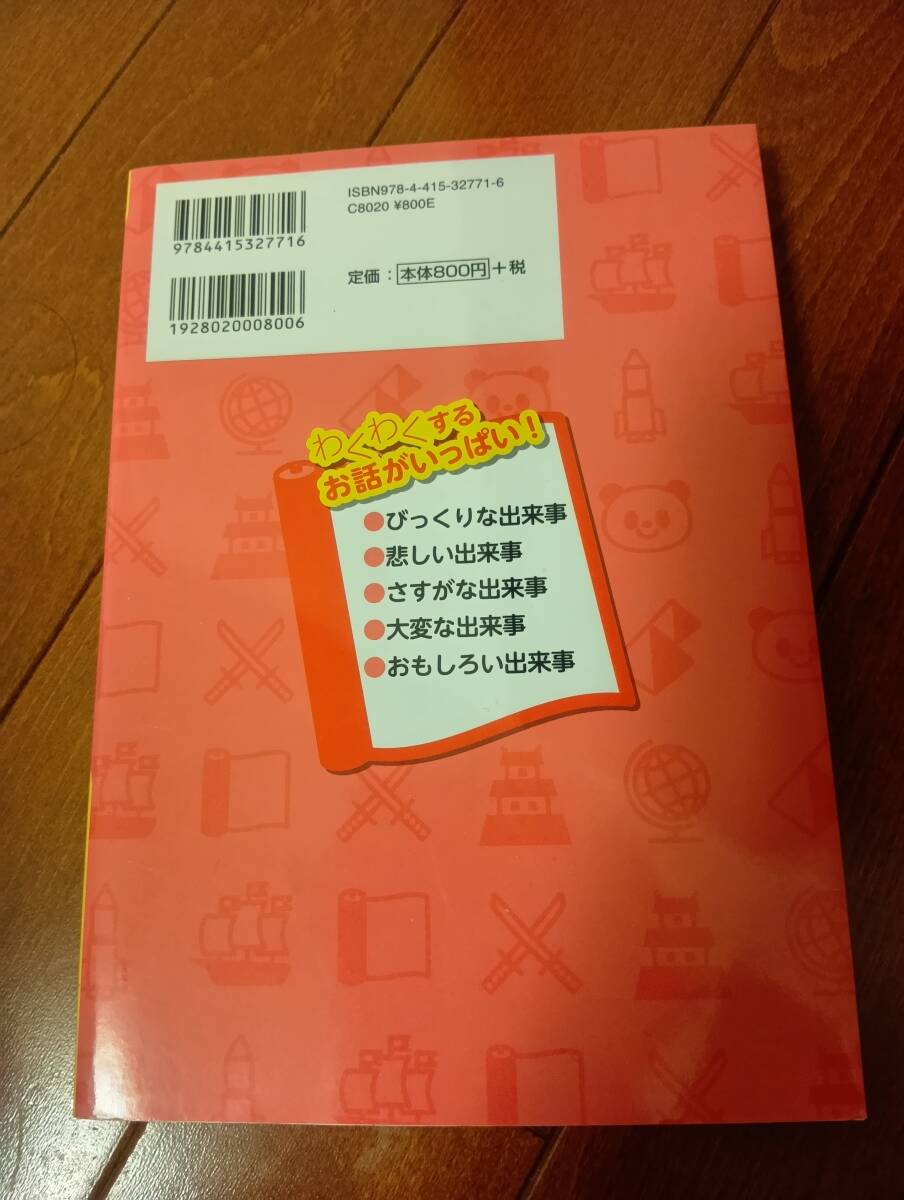 ISBN978-4-415-32771-6
C8020 ¥800E
9784415327716
定価：本体800円＋税
1928020008006
わくわくする
お話がいっぱい！
●びっくりな出来事
●悲しい出来事
●さすがな出来事
●大変な出来事
●おもしろい出来事